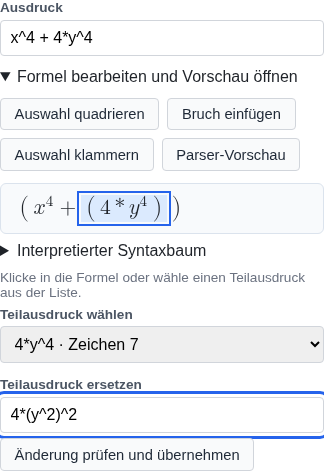 Ausdruck
x^4 + 4*y^4
▼ Formel bearbeiten und Vorschau öffnen
Auswahl quadrieren
Bruch einfügen
Auswahl klammern
Parser-Vorschau
( x⁴ + ( 4 * y⁴ ) )
▶ Interpretierter Syntaxbaum
Klicke in die Formel oder wähle einen Teilausdruck
aus der Liste.
Teilausdruck wählen
4*y^4 · Zeichen 7
Teilausdruck ersetzen
4*(y^2)^2
Änderung prüfen und übernehmen